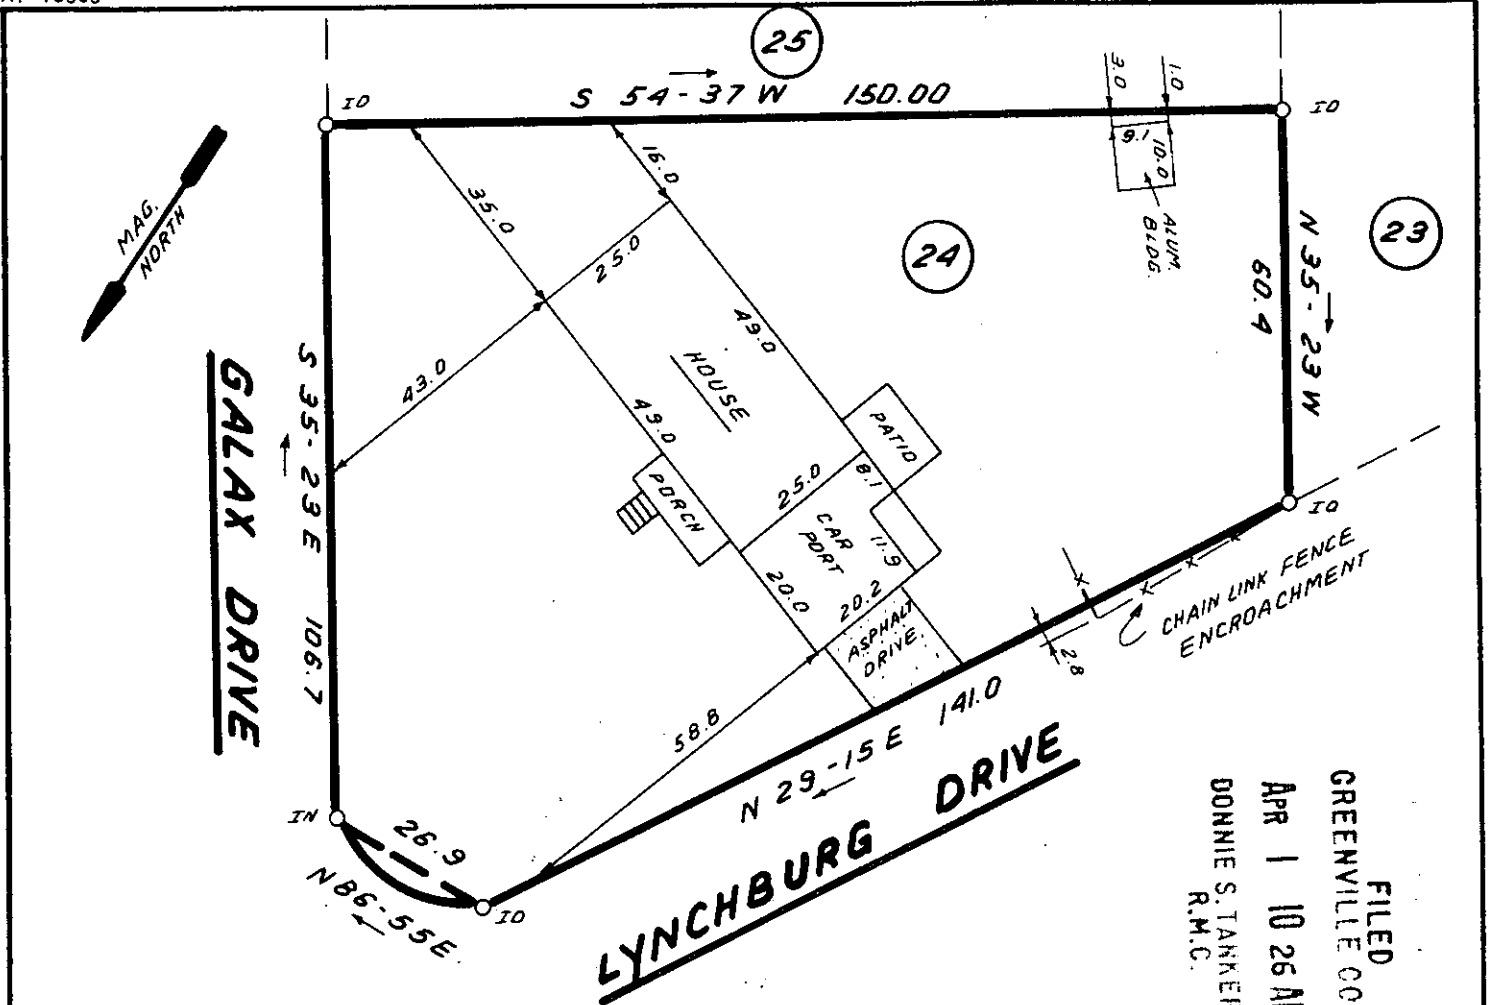 25
S 54-37 W 150.00
IO
IO
3.0
1.0
9.1
10.0
ALUM.
BLDG.
MAG.
NORTH
16.0
35.0
25.0
24
23
N 35-23 W
60.4
43.0
49.0
HOUSE
49.0
PATIO
8.1
25.0
PORCH
CAR
PORT
11.9
20.0
20.2
ASPHALT
DRIVE
S 35-23 E 106.7
GALAX DRIVE
IO
CHAIN LINK FENCE
ENCROACHMENT
2.8
58.8
N 29-15 E 141.0
LYNCHBURG DRIVE
IN
26.9
N 86-55 E
IO
FILED
GREENVILLE CO
APR 1 10 26 A
DONNIE S. TANKE
R.M.C.